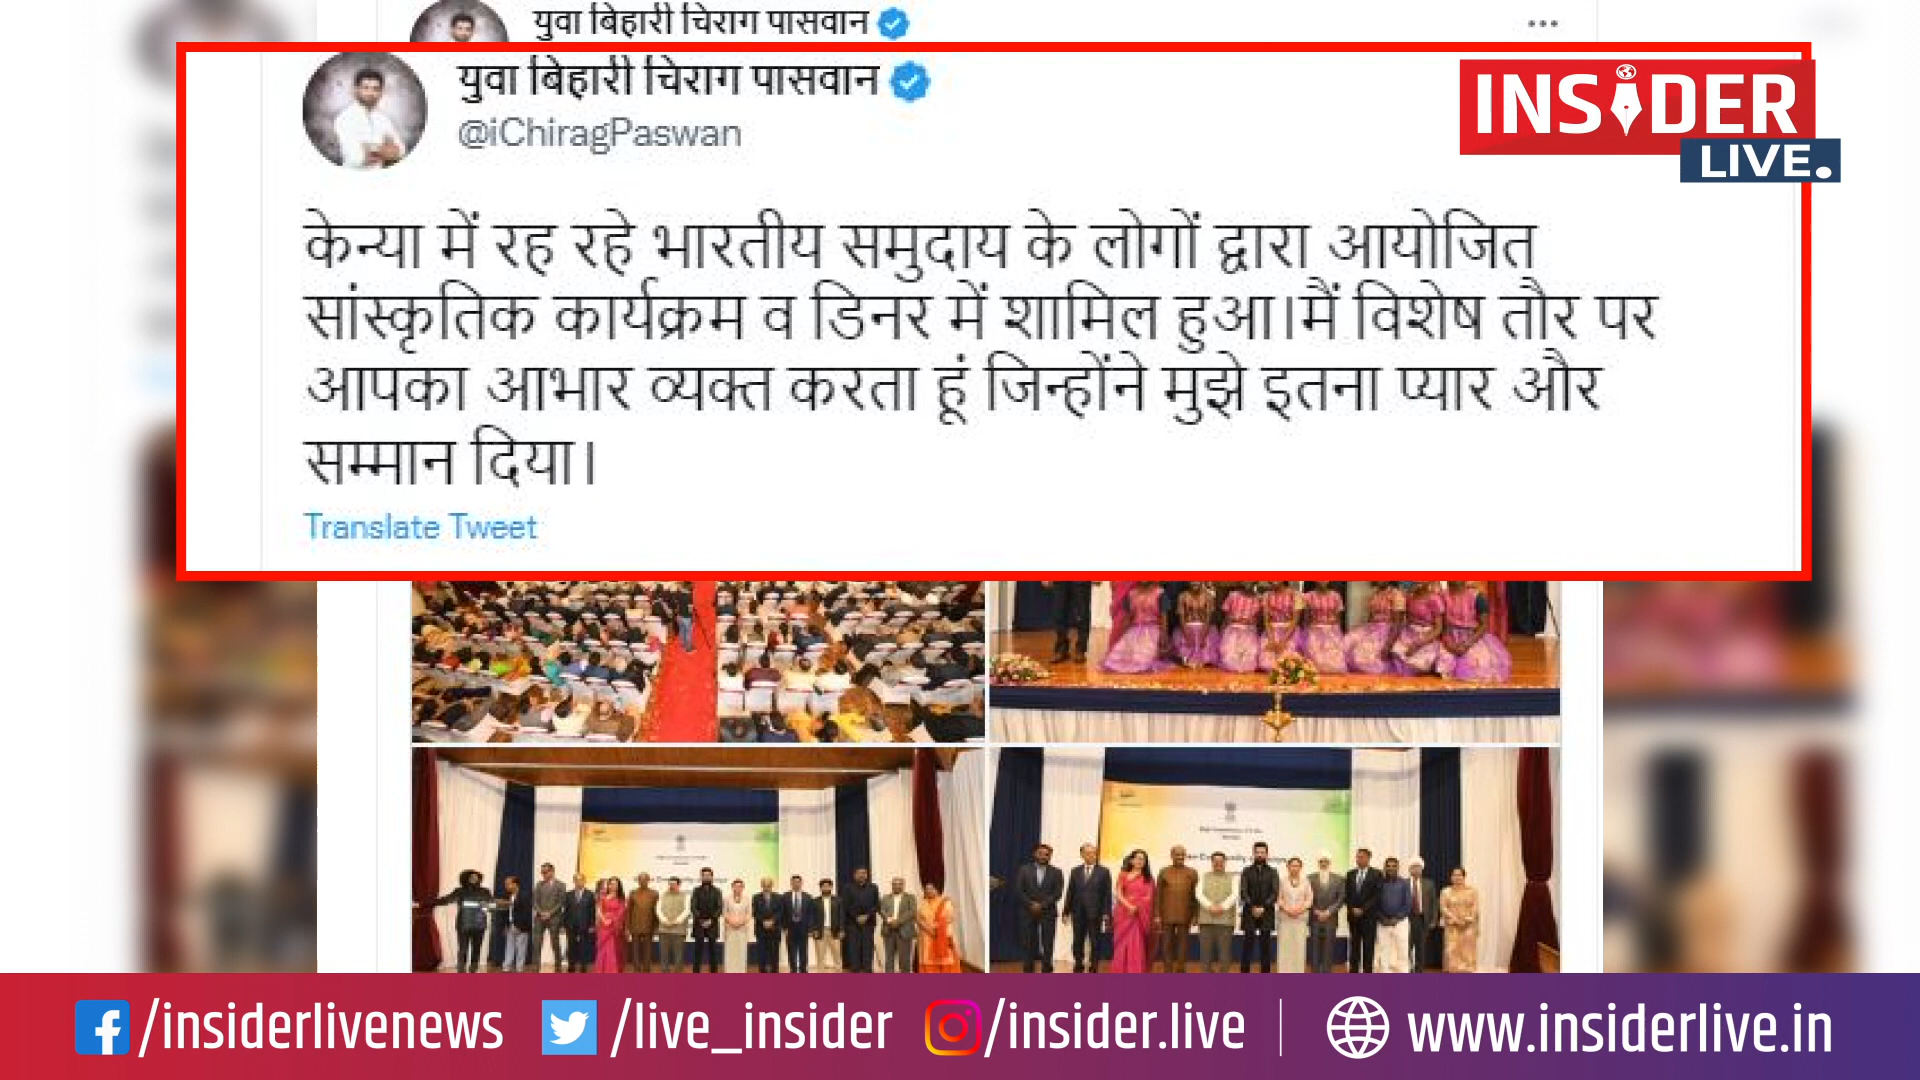 युवा बिहारी चिराग पासवान
युवा बिहारी चिराग पासवान
@iChiragPaswan
INSiDER
LIVE.
केन्या में रह रहे भारतीय समुदाय के लोगों द्वारा आयोजित
सांस्कृतिक कार्यक्रम व डिनर में शामिल हुआ।मैं विशेष तौर पर
आपका आभार व्यक्त करता हूं जिन्होंने मुझे इतना प्यार और
सम्मान दिया।
Translate Tweet
/insiderlivenews
/live_insider
/insider.live
www.insiderlive.in